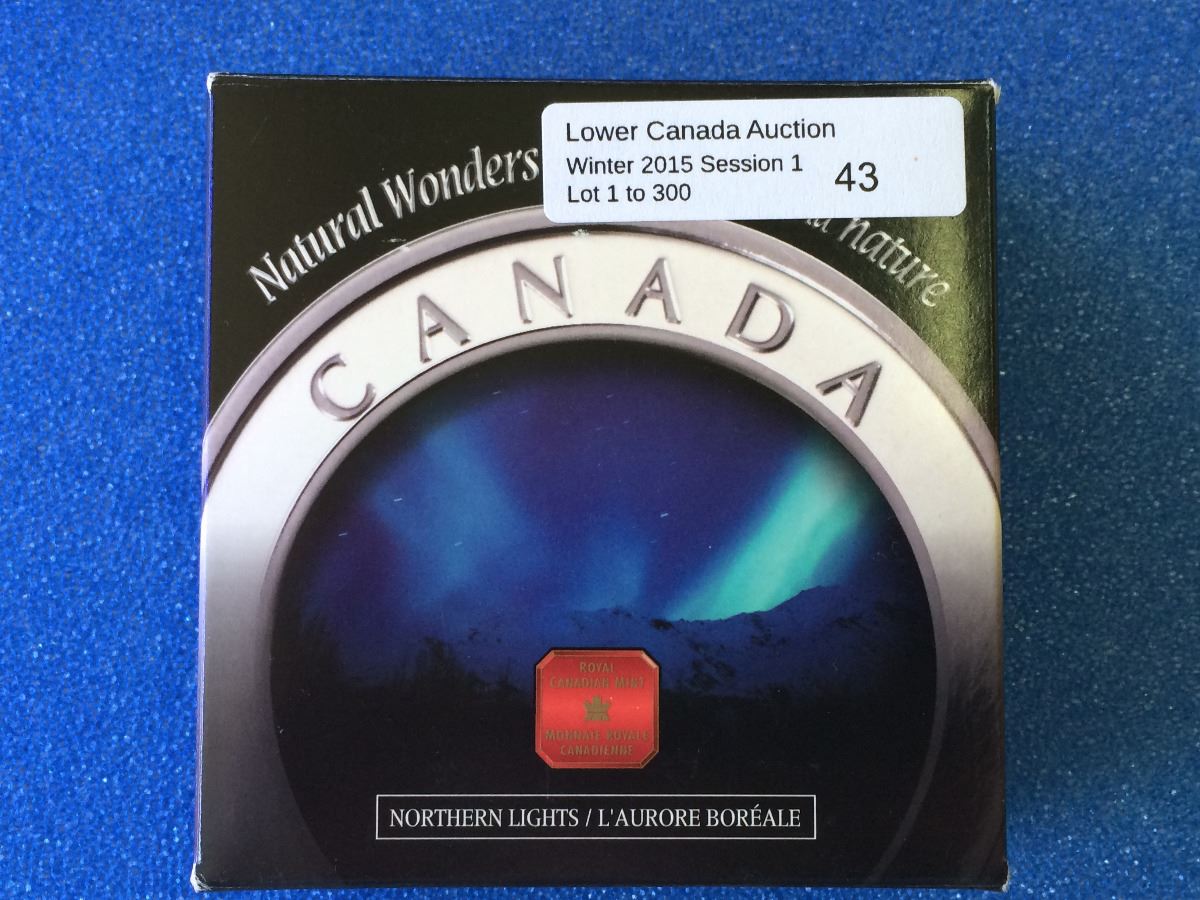 Lower Canada Auction
Winter 2015 Session 1
Lot 1 to 300
43
Natural Wonders
nature
CANADA
ROYAL
CANADIAN MINT
MONNAIE ROYALE
CANADIENNE
NORTHERN LIGHTS / L'AURORE BORÉALE